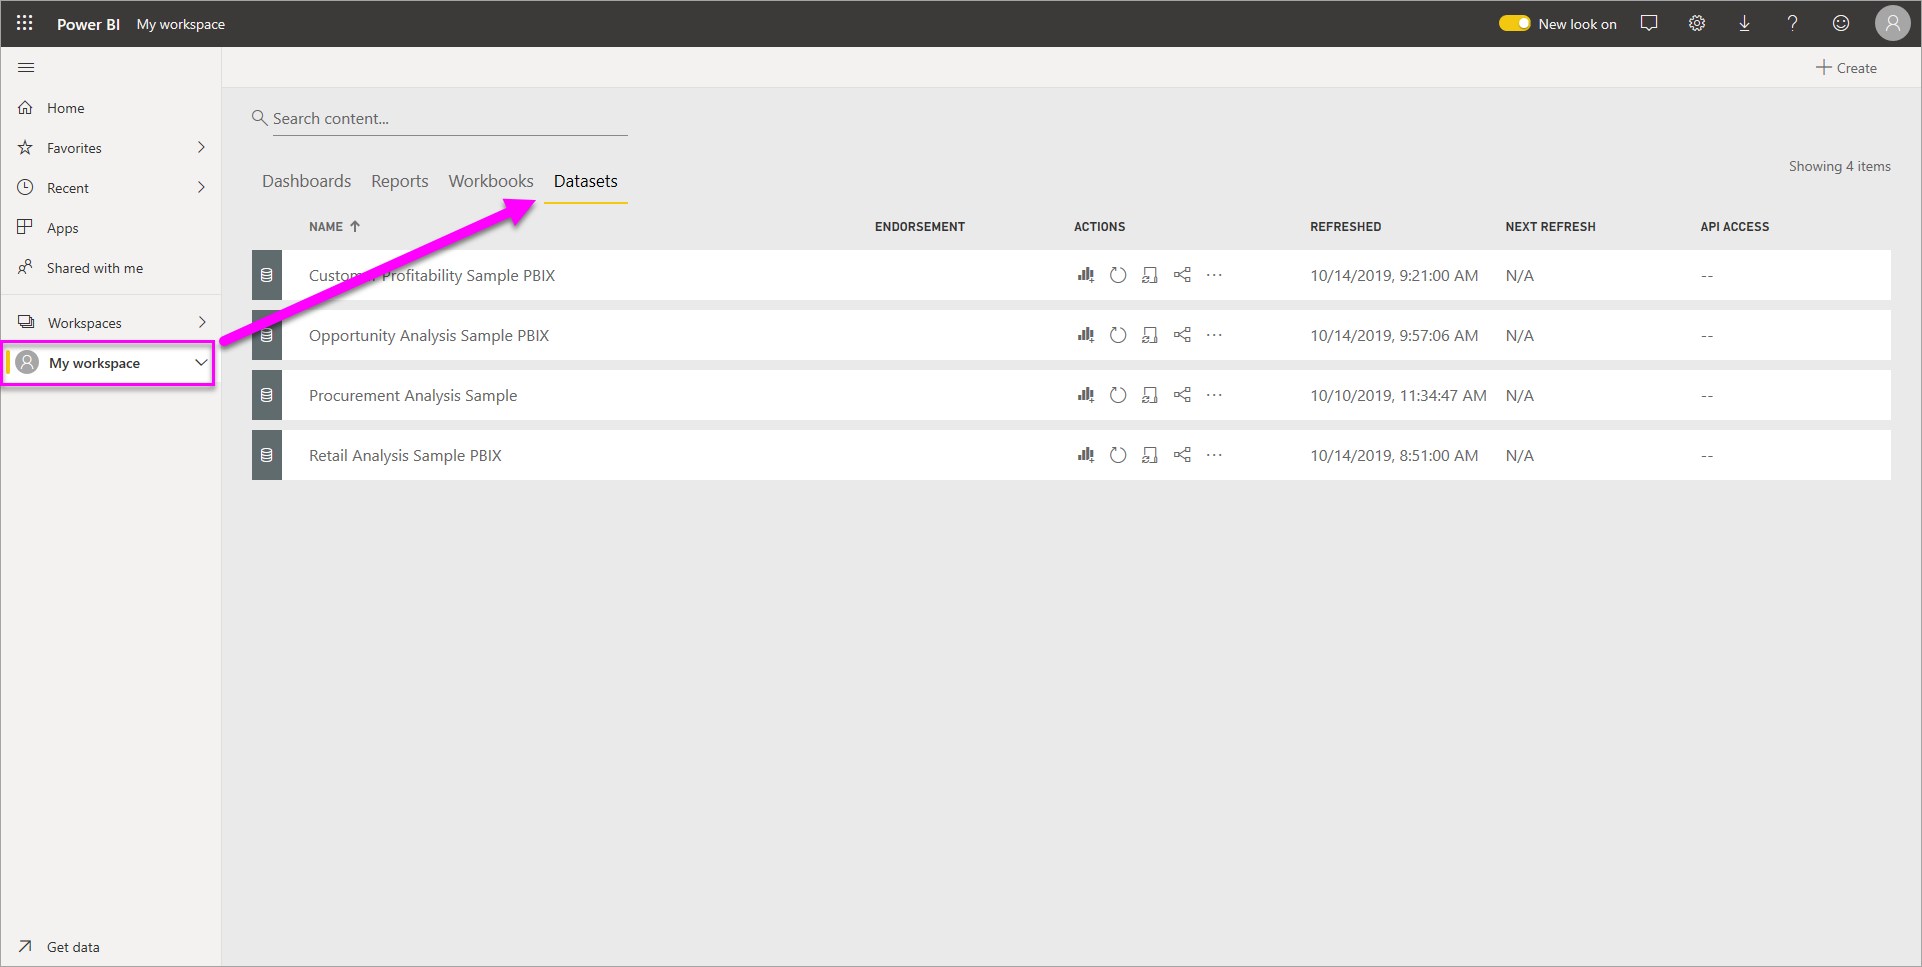 Power BI My workspace New look on
Create
Home
Favorites
Recent
Apps
Shared with me
Workspaces
My workspace
Get data
Search content...
Dashboards Reports Workbooks Datasets
Showing 4 items
NAME ENDORSEMENT ACTIONS REFRESHED NEXT REFRESH API ACCESS
Profitability Sample PBIX 10/14/2019, 9:21:00 AM N/A --
Opportunity Analysis Sample PBIX 10/14/2019, 9:57:06 AM N/A --
Procurement Analysis Sample 10/10/2019, 11:34:47 AM N/A --
Retail Analysis Sample PBIX 10/14/2019, 8:51:00 AM N/A --